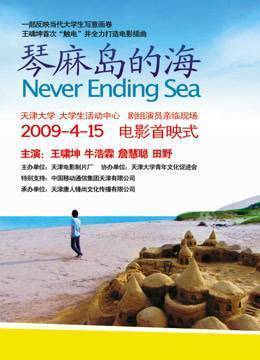 一部反映当代大学生写意画卷
王啸坤首次“触电”并全力打造电影插曲
琴麻岛的海
Never Ending Sea
天津大学 大学生活动中心 剧组演员亲临现场
2009-4-15 电影首映式
主演：王啸坤 牛浩霖 詹慧聪 田野
主办单位：天津电影制片厂 协办单位：天津大学青年文化促进会
特别支持：中国移动通信集团天津有限公司
承办单位：天津唐人锋尚文化传播有限公司